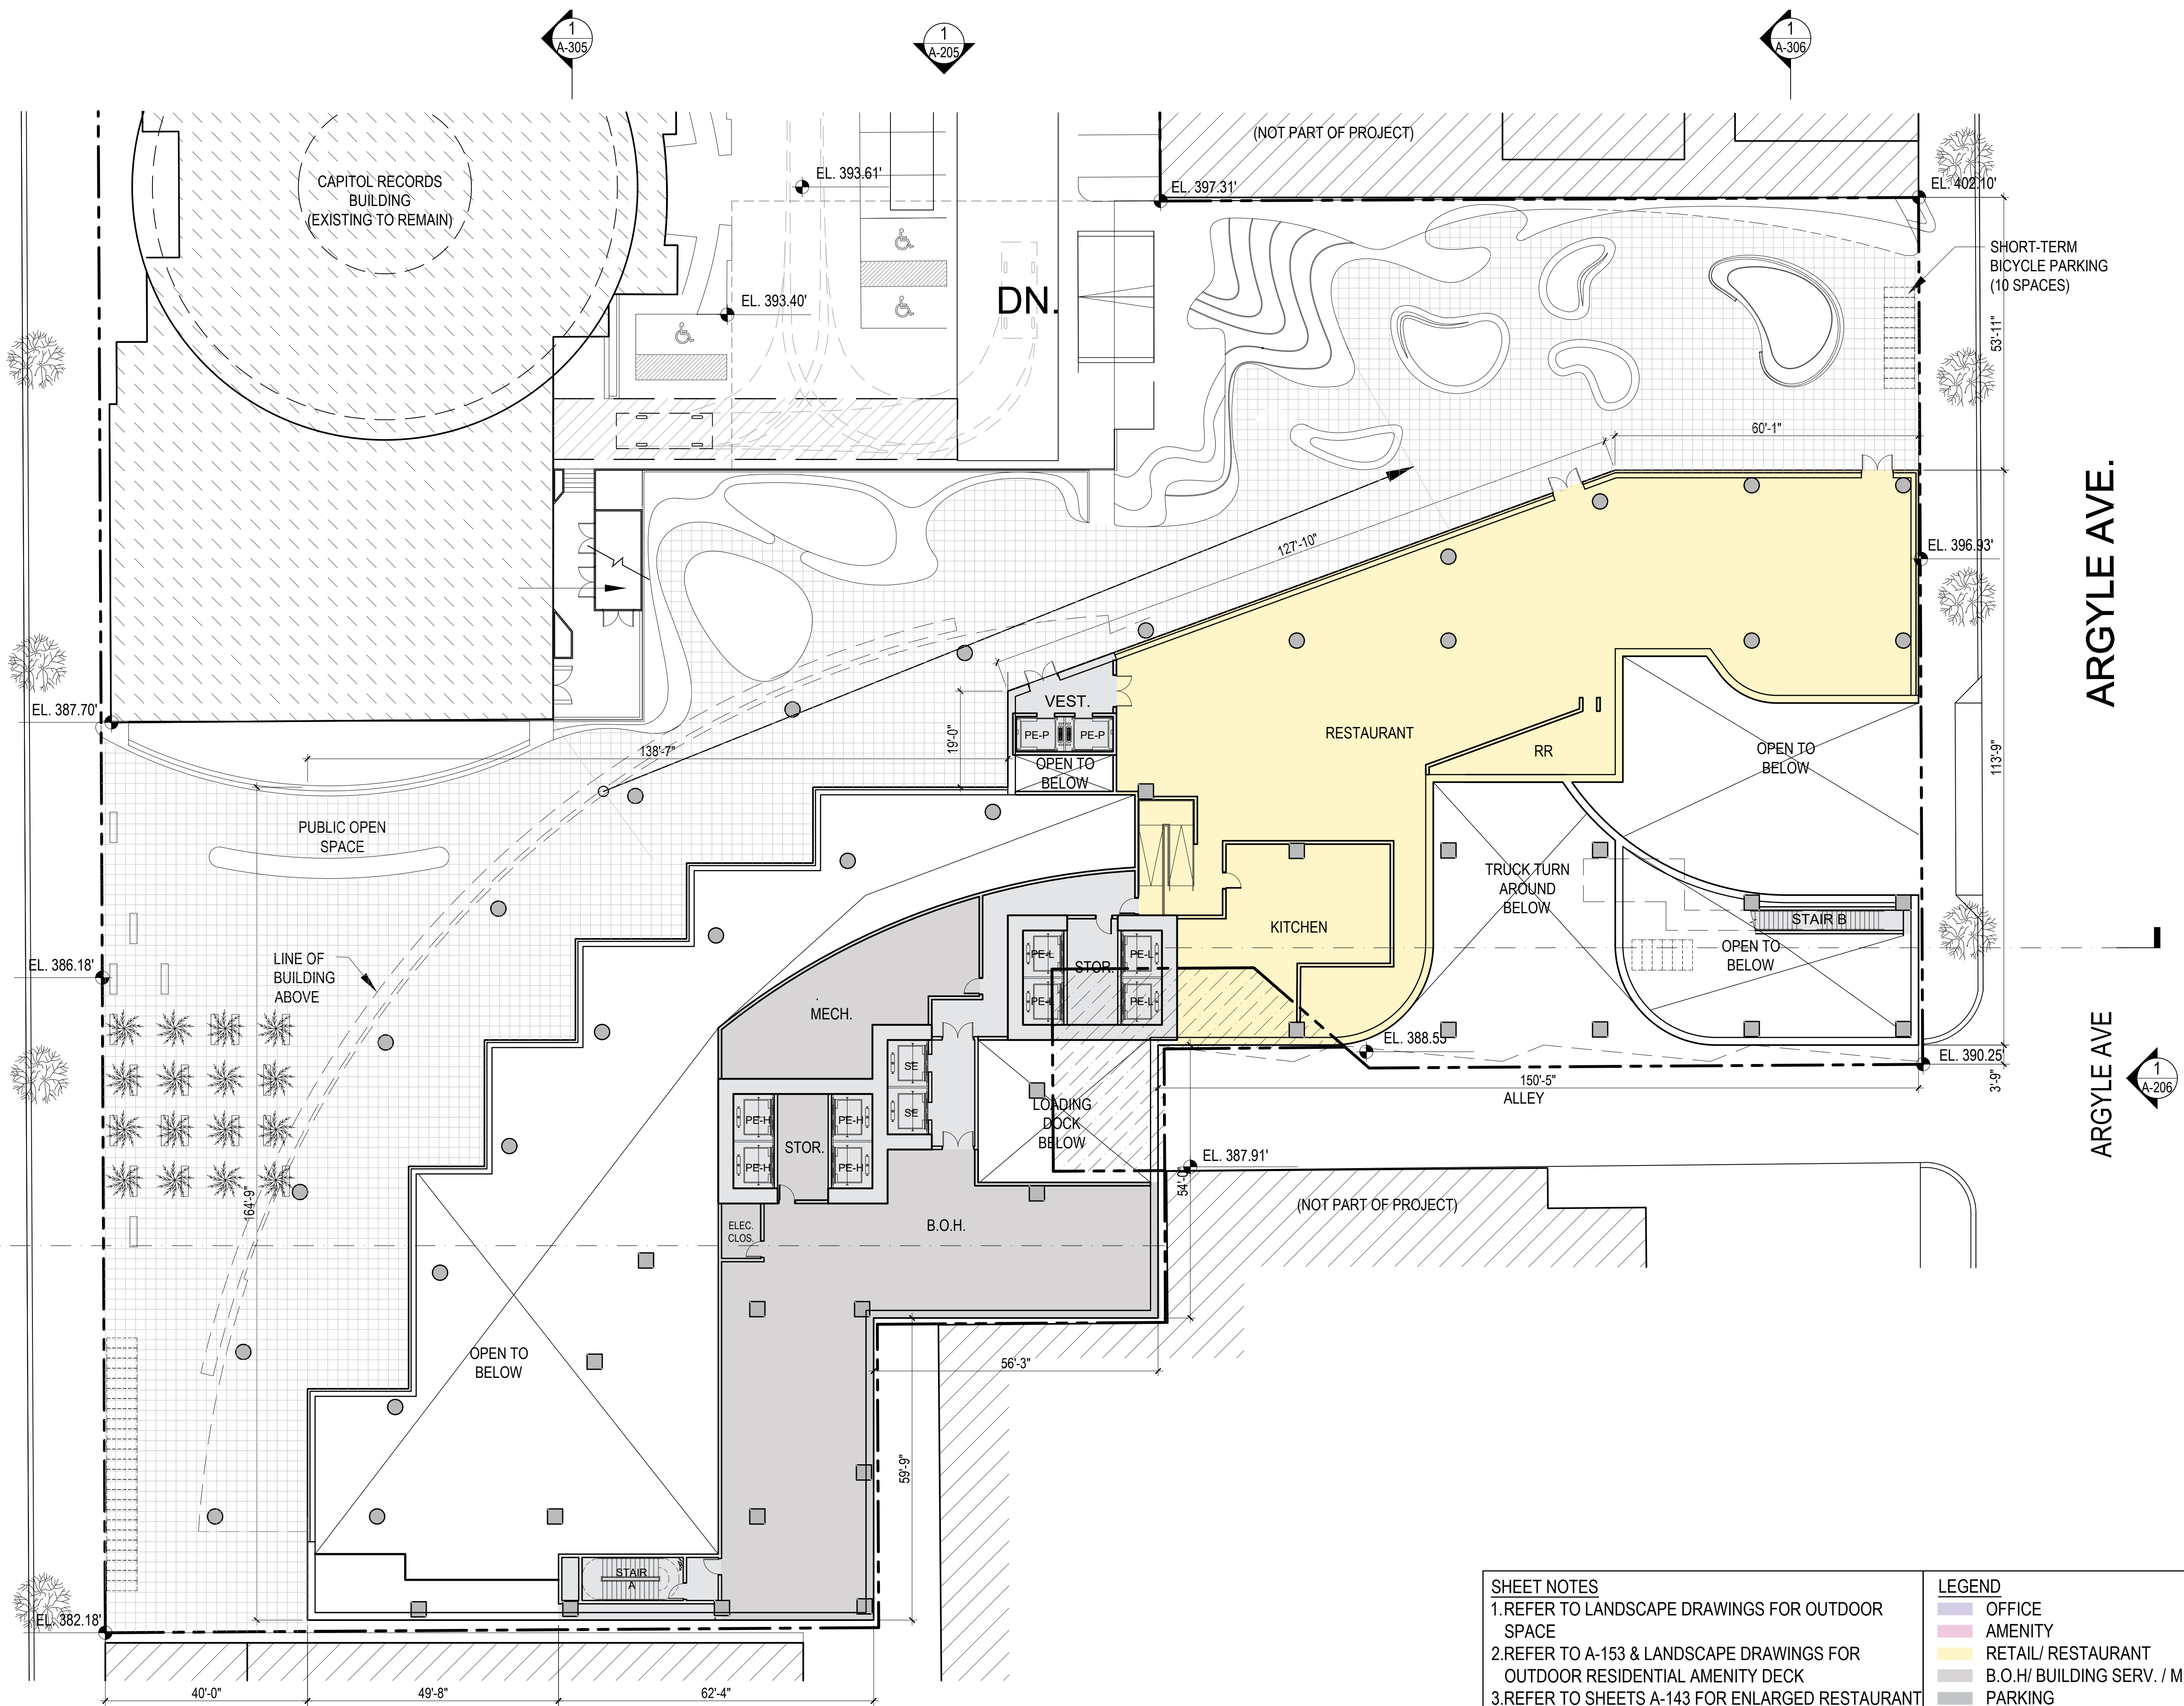 1
A-305
1
A-205
1
A-306
(NOT PART OF PROJECT)
CAPITOL RECORDS
BUILDING
(EXISTING TO REMAIN)
EL. 393.61'
EL. 397.31'
EL. 402.10'
SHORT-TERM
BICYCLE PARKING
(10 SPACES)
EL. 393.40'
DN.
53'-11"
60'-1"
ARGYLE AVE.
127'-10"
EL. 396.93'
EL. 387.70'
VEST.
PE-P
PE-P
19'-0"
138'-7"
OPEN TO
BELOW
RESTAURANT
RR
OPEN TO
BELOW
113'-9"
PUBLIC OPEN
SPACE
TRUCK TURN
AROUND
BELOW
KITCHEN
STAIR B
OPEN TO
BELOW
LINE OF
BUILDING
ABOVE
EL. 386.18'
PE-L
PE-L
STOR.
PE-L
PE-L
MECH.
EL. 388.55'
EL. 390.25'
3'-9"
ARGYLE AVE
1
A-206
150'-5"
ALLEY
SE
SE
LOADING
DOCK
BELOW
PE-H
PE-H
STOR.
PE-H
PE-H
EL. 387.91'
54'-0"
164'-9"
(NOT PART OF PROJECT)
ELEC.
CLOS.
B.O.H.
OPEN TO
BELOW
56'-3"
59'-9"
STAIR
A
EL. 382.18'
40'-0"
49'-8"
62'-4"
SHEET NOTES
1.REFER TO LANDSCAPE DRAWINGS FOR OUTDOOR
SPACE
2.REFER TO A-153 & LANDSCAPE DRAWINGS FOR
OUTDOOR RESIDENTIAL AMENITY DECK
3.REFER TO SHEETS A-143 FOR ENLARGED RESTAURANT
LEGEND
OFFICE
AMENITY
RETAIL/ RESTAURANT
B.O.H/ BUILDING SERV. / M
PARKING